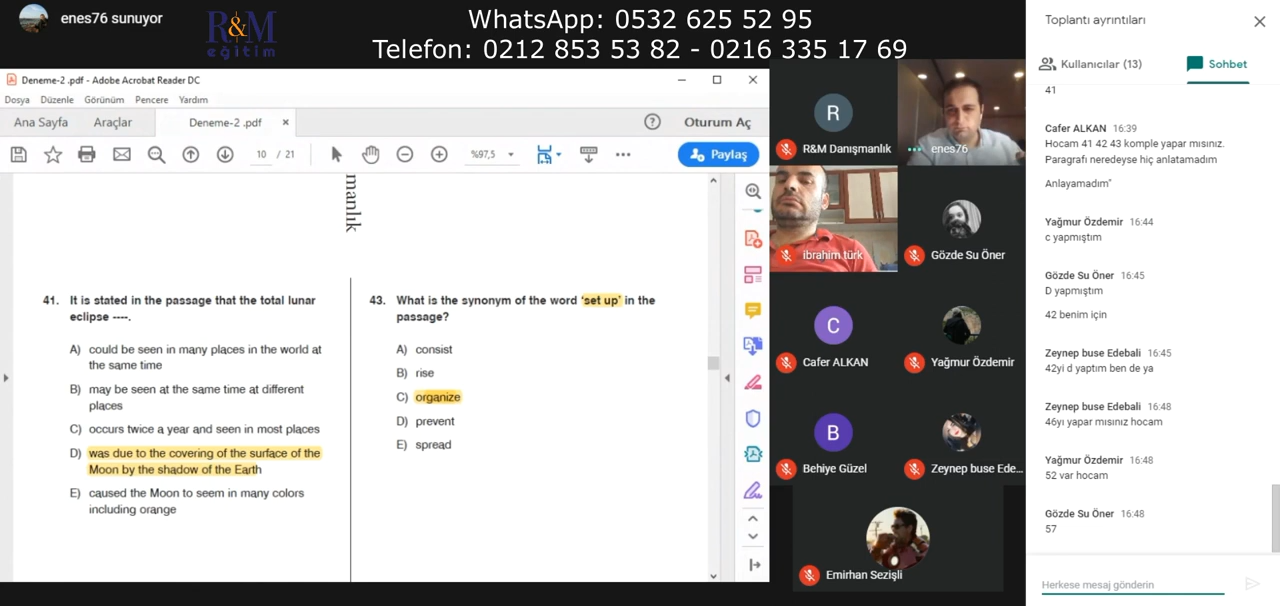 esnes76 sunuyor
R&M
eğitim
WhatsApp: 0532 625 52 95
Telefon: 0212 853 53 82 - 0216 335 17 69
Deneme-2 .pdf - Adobe Acrobat Reader DC
Dosya Düzenle Görünüm Pencere Yardım
Ana Sayfa Araçlar Deneme-2 .pdf × Oturum Aç
10 / 21 %97,5 Paylaş
manlık
41. It is stated in the passage that the total lunar
eclipse ----.
A) could be seen in many places in the world at
the same time
B) may be seen at the same time at different
places
C) occurs twice a year and seen in most places
D) was due to the covering of the surface of the
Moon by the shadow of the Earth
E) caused the Moon to seem in many colors
including orange
43. What is the synonym of the word ‘set up’ in the
passage?
A) consist
B) rise
C) organize
D) prevent
E) spread
R
R&M Danışmanlık
enes76
ibrahim türk
Gözde Su Öner
C
Cafer ALKAN
Yağmur Özdemir
B
Behiye Güzel
Zeynep buse Ede...
Emirhan Sezişli
Toplantı ayrıntıları
Kullanıcılar (13) Sohbet
41
Cafer ALKAN 16:39
Hocam 41 42 43 komple yapar mısınız.
Paragrafı neredeyse hiç anlatamadım
Anlayamadım"
Yağmur Özdemir 16:44
c yapmıştım
Gözde Su Öner 16:45
D yapmıştım
42 benim için
Zeynep buse Edebali 16:45
42yi d yaptım ben de ya
Zeynep buse Edebali 16:48
46yı yapar mısınız hocam
Yağmur Özdemir 16:48
52 var hocam
Gözde Su Öner 16:48
57
Herkese mesaj gönderin